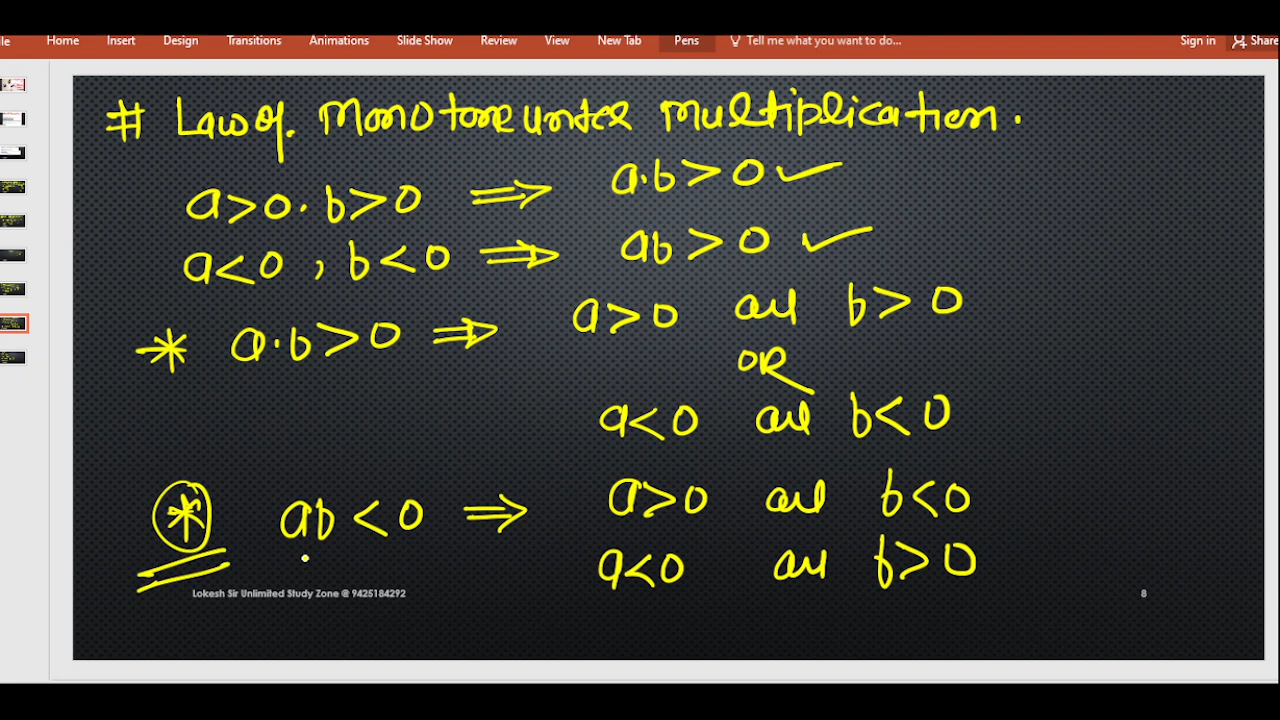 le Home Insert Design Transitions Animations Slide Show Review View New Tab Pens Tell me what you want to do... Sign in Share
# Law of. monotone under multiplication.
a>0. b>0 ⇒ a.b>0 ✓
a<0 , b<0 ⇒ ab>0 ✓
* a.b>0 ⇒ a>0 and b>0
OR
a<0 and b<0
* ab<0 ⇒ a>0 and b<0
a<0 and b>0
Lokesh Sir Unlimited Study Zone @ 9425184292 8